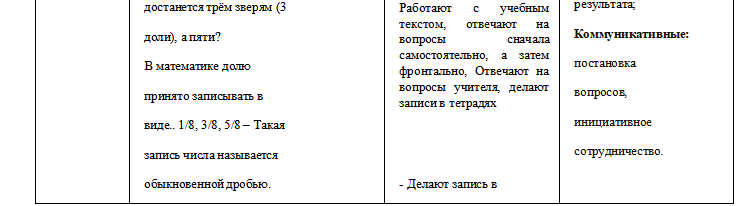 достанется трём зверям (3
доли), а пяти?
В математике долю
принято записывать в
виде.. 1/8, 3/8, 5/8 – Такая
запись числа называется
обыкновенной дробью.
Работают с учебным
текстом, отвечают на
вопросы сначала
самостоятельно, а затем
фронтально, Отвечают на
вопросы учителя, делают
записи в тетрадях
- Делают запись в
результата;
Коммуникативные:
постановка
вопросов,
инициативное
сотрудничество.